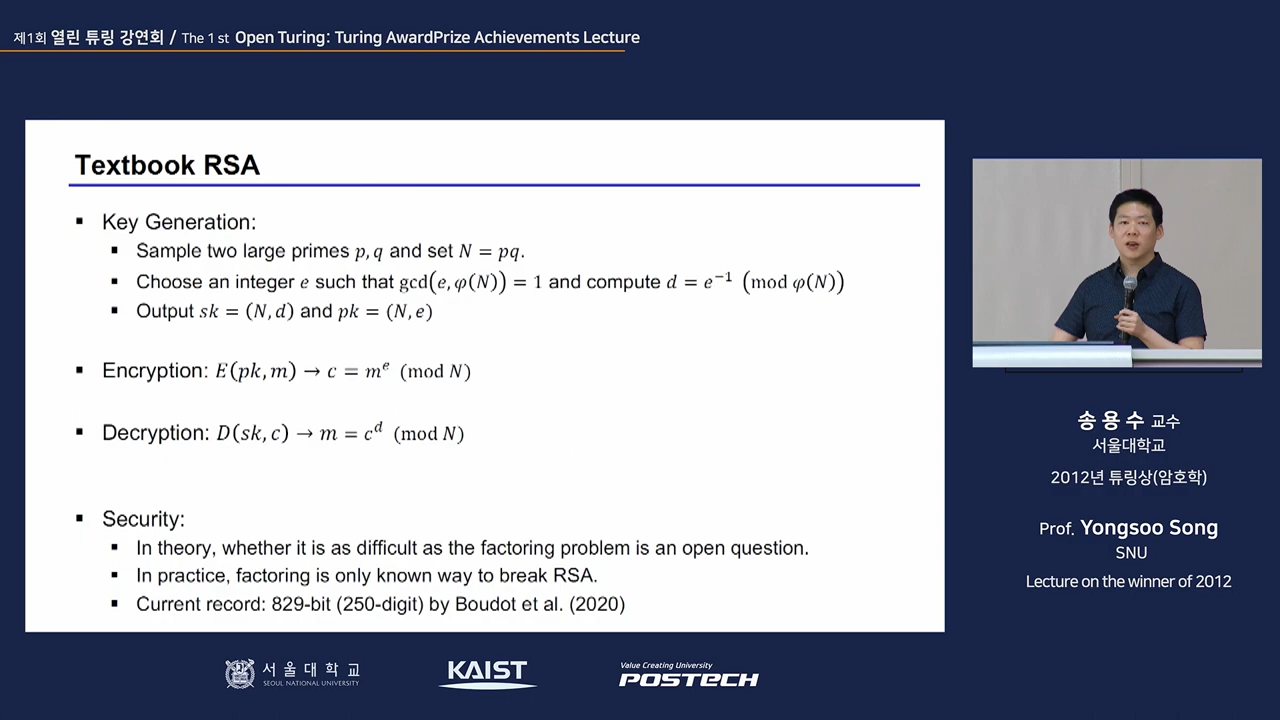 제1회 열린 튜링 강연회 / The 1 st Open Turing: Turing AwardPrize Achievements Lecture
Textbook RSA
▪ Key Generation:
▪ Sample two large primes p, q and set N = pq.
▪ Choose an integer e such that gcd(e, φ(N)) = 1 and compute d = e⁻¹ (mod φ(N))
▪ Output sk = (N, d) and pk = (N, e)
▪ Encryption: E(pk, m) → c = mᵉ (mod N)
▪ Decryption: D(sk, c) → m = cᵈ (mod N)
▪ Security:
▪ In theory, whether it is as difficult as the factoring problem is an open question.
▪ In practice, factoring is only known way to break RSA.
▪ Current record: 829-bit (250-digit) by Boudot et al. (2020)
송용수 교수
서울대학교
2012년 튜링상(암호학)
Prof. Yongsoo Song
SNU
Lecture on the winner of 2012
서울대학교
SEOUL NATIONAL UNIVERSITY
KAIST
Value Creating University
POSTECH